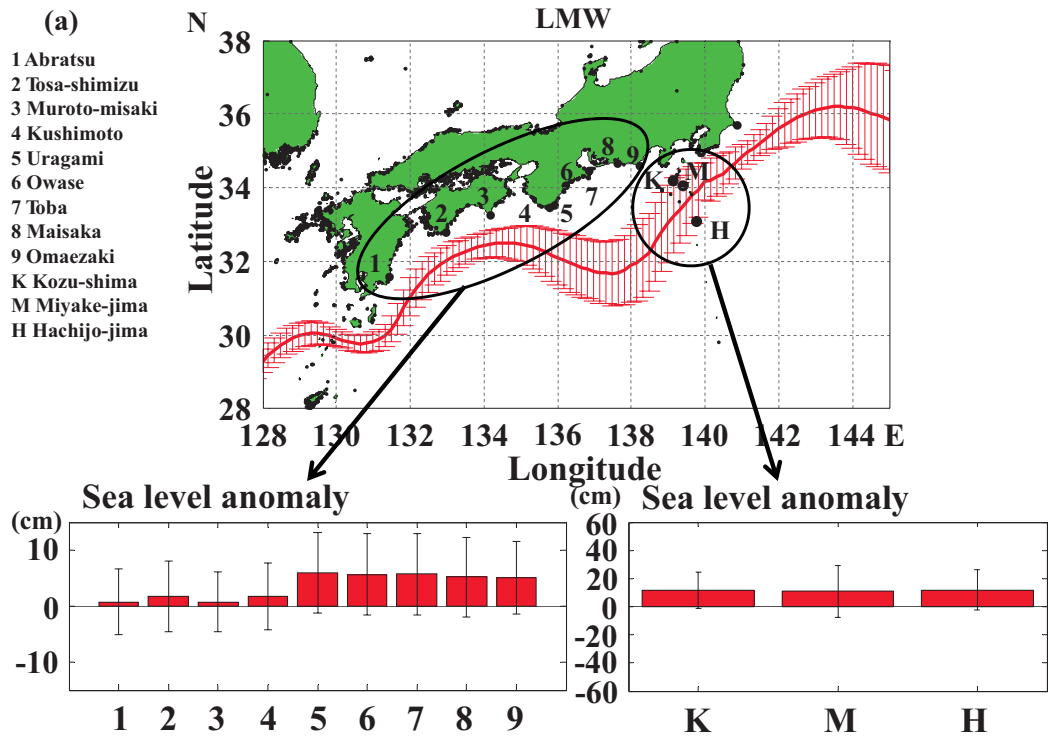 (a)
N
LMW
1 Abratsu
2 Tosa-shimizu
3 Muroto-misaki
4 Kushimoto
5 Uragami
6 Owase
7 Toba
8 Maisaka
9 Omaezaki
K Kozu-shima
M Miyake-jima
H Hachijo-jima
Latitude
38
36
34
32
30
28
1
2
3
4
5
6
7
8
9
K
M
H
128 130 132 134 136 138 140 142 144 E
Longitude
Sea level anomaly
(cm)
10
0
-10
1 2 3 4 5 6 7 8 9
Sea level anomaly
(cm)
60
40
20
0
-20
-40
-60
K M H